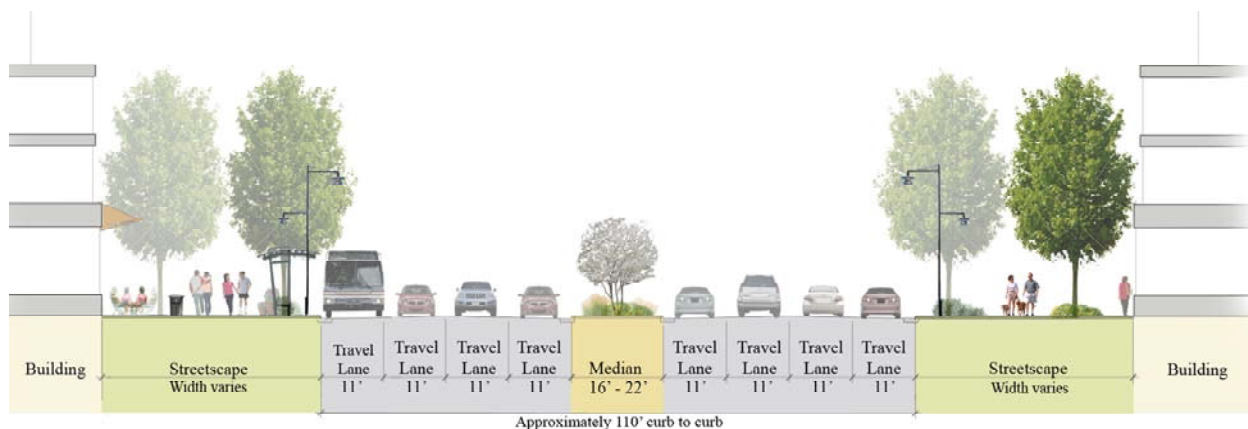 Building
Streetscape
Width varies
Travel
Lane
11'
Travel
Lane
11'
Travel
Lane
11'
Travel
Lane
11'
Median
16' - 22'
Travel
Lane
11'
Travel
Lane
11'
Travel
Lane
11'
Travel
Lane
11'
Streetscape
Width varies
Building
Approximately 110' curb to curb